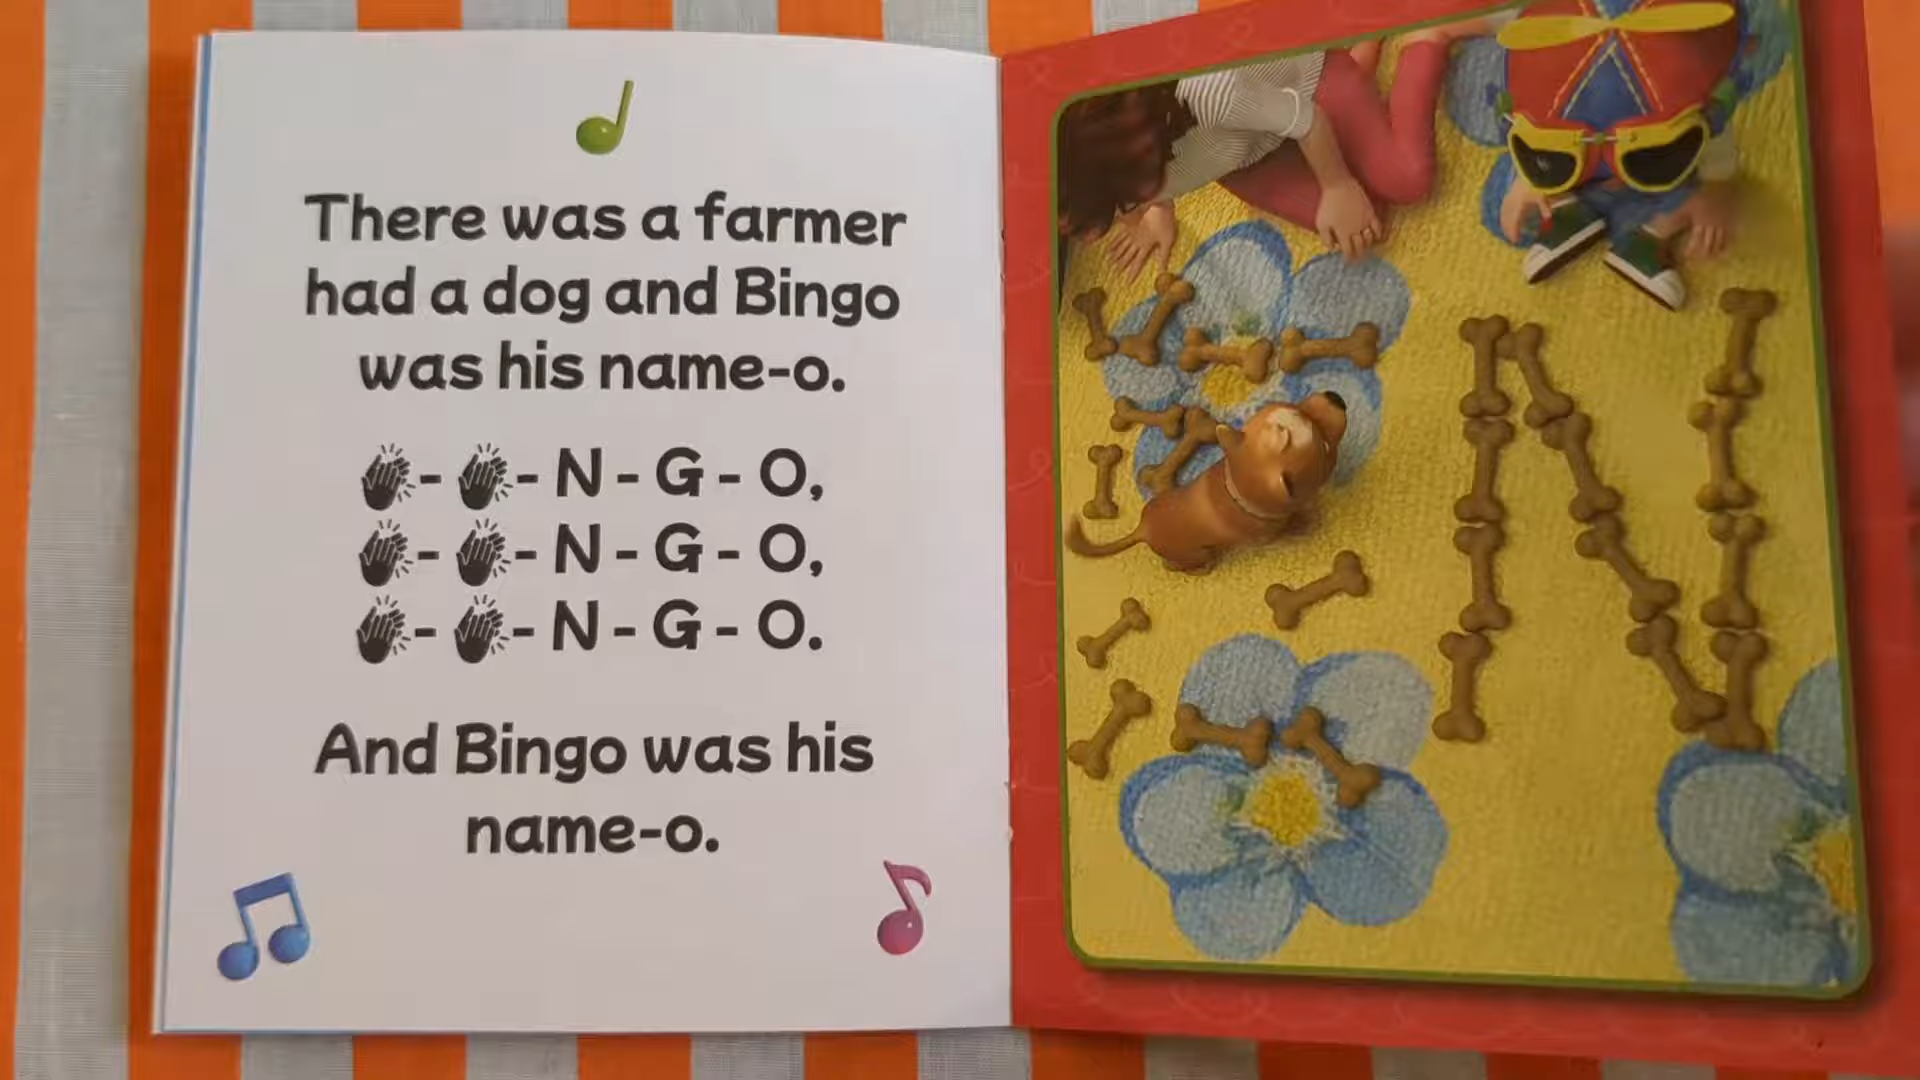 There was a farmer
had a dog and Bingo
was his name-o.
👏- 👏- N - G - O,
👏- 👏- N - G - O,
👏- 👏- N - G - O.
And Bingo was his
name-o.
N